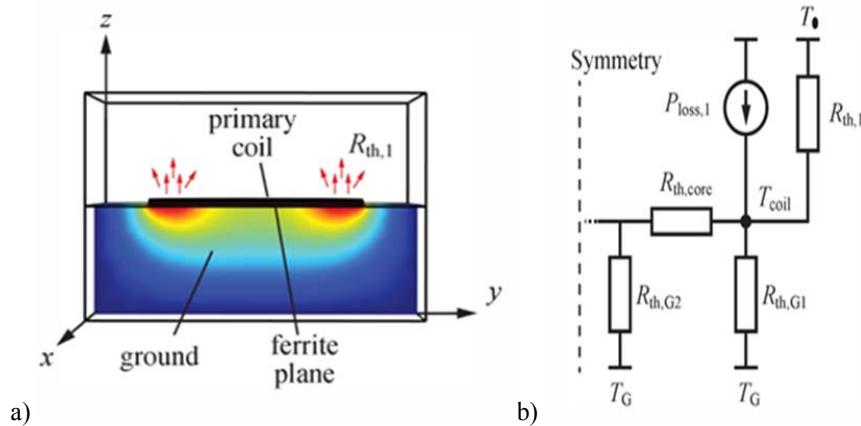 z
primary
coil
R_th,1
y
x
ground
ferrite
plane
a)
Symmetry
T_•
P_loss,1
R_th,1
R_th,core
T_coil
R_th,G2
R_th,G1
T_G
T_G
b)